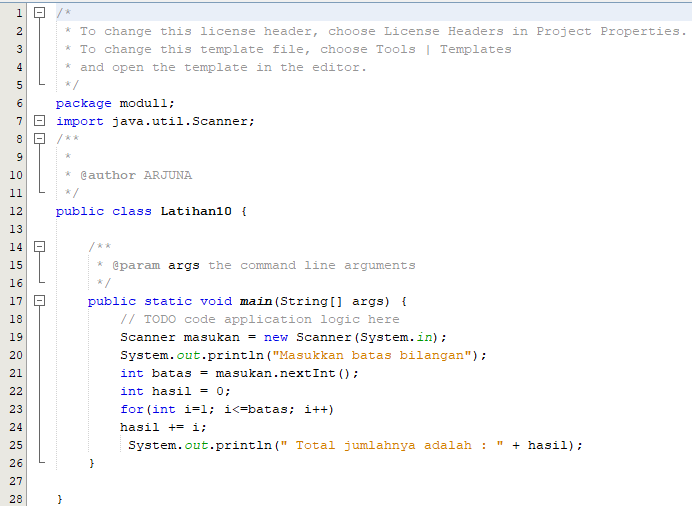 1 /*
2 * To change this license header, choose License Headers in Project Properties.
3 * To change this template file, choose Tools | Templates
4 * and open the template in the editor.
5 */
6 package modul1;
7 import java.util.Scanner;
8 /**
9 *
10 * @author ARJUNA
11 */
12 public class Latihan10 {
13
14 /**
15 * @param args the command line arguments
16 */
17 public static void main(String[] args) {
18 // TODO code application logic here
19 Scanner masukan = new Scanner(System.in);
20 System.out.println("Masukkan batas bilangan");
21 int batas = masukan.nextInt();
22 int hasil = 0;
23 for(int i=1; i<=batas; i++)
24 hasil += i;
25 System.out.println(" Total jumlahnya adalah : " + hasil);
26 }
27
28 }